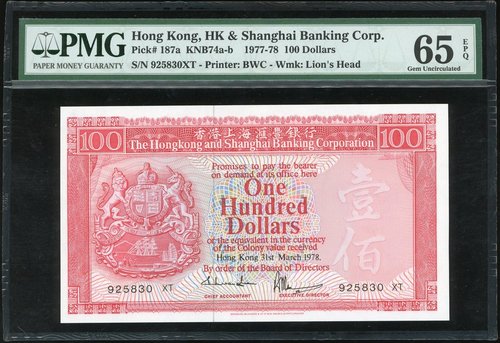 PMG
PAPER MONEY GUARANTY
Hong Kong, HK & Shanghai Banking Corp.
Pick# 187a KNB74a-b 1977-78 100 Dollars
S/N 925830XT - Printer: BWC - Wmk: Lion's Head
65 EPQ
Gem Uncirculated
100 香港上海滙豐銀行 100
The Hongkong and Shanghai Banking Corporation
Promises to pay the bearer
on demand at its office here
One
Hundred
Dollars
or the equivalent in the currency
of the Colony value received
Hong Kong 31st March 1978.
By order of the Board of Directors
壹
佰
925830 XT
925830 XT
CHIEF ACCOUNTANT
EXECUTIVE DIRECTOR